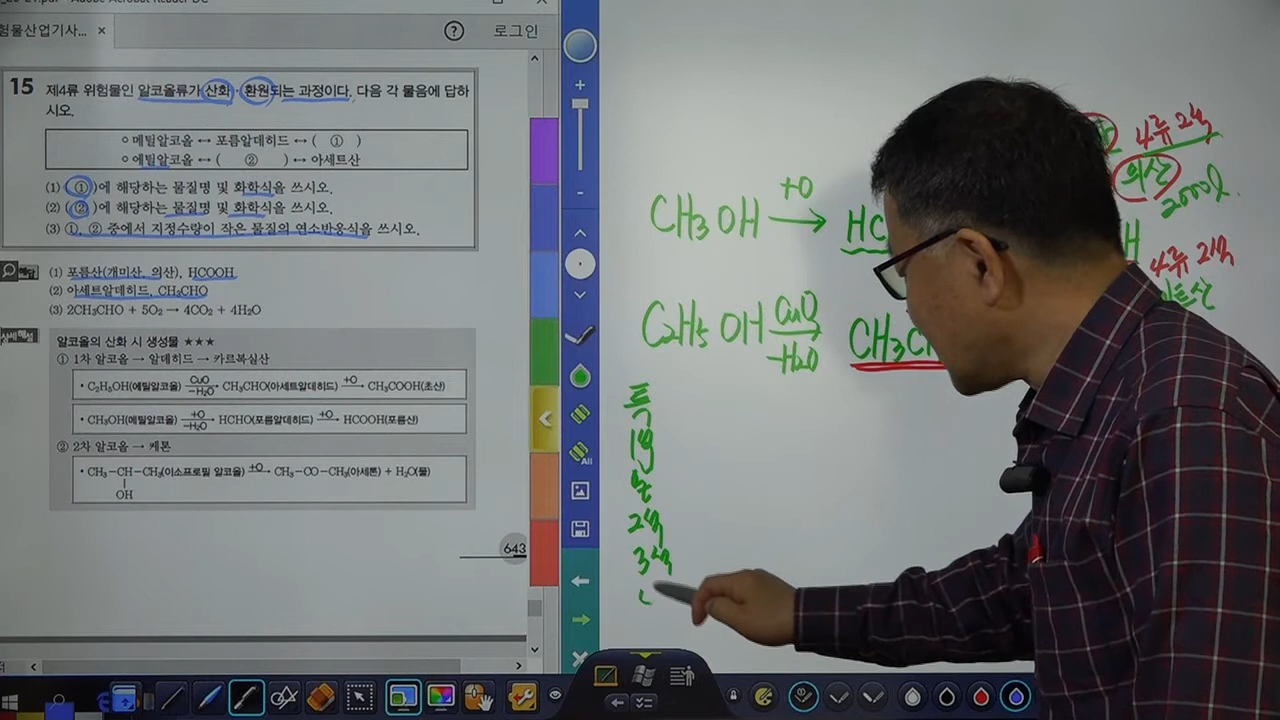 험물산업기사... ×
로그인
15 제4류 위험물인 알코올류가 산화·환원되는 과정이다. 다음 각 물음에 답하
시오.
○ 메틸알코올 ↔ 포름알데히드 ↔ ( ① )
○ 에틸알코올 ↔ ( ② ) ↔ 아세트산
(1) ( ① )에 해당하는 물질명 및 화학식을 쓰시오.
(2) ( ② )에 해당하는 물질명 및 화학식을 쓰시오.
(3) ①, ② 중에서 지정수량이 작은 물질의 연소반응식을 쓰시오.
(1) 포름산(개미산, 의산), HCOOH
(2) 아세트알데히드, CH₃CHO
(3) 2CH₃CHO + 5O₂ → 4CO₂ + 4H₂O
알코올의 산화 시 생성물 ★★★
① 1차 알코올 → 알데히드 → 카르복실산
• C₂H₅OH(에틸알코올) CuO −H₂O → CH₃CHO(아세트알데히드) +O → CH₃COOH(초산)
• CH₃OH(메틸알코올) +O −H₂O → HCHO(포름알데히드) +O → HCOOH(포름산)
② 2차 알코올 → 케톤
• CH₃−CH−CH₃(이소프로필 알코올) +O → CH₃−CO−CH₃(아세톤) + H₂O(물)
OH
643
All
4류 2석
의산
2000ℓ
CH3OH +O → HC
H
4류 2석
트산
C2H5OH CuO −H2O → CH3CH
특
1석
알
2석
3석